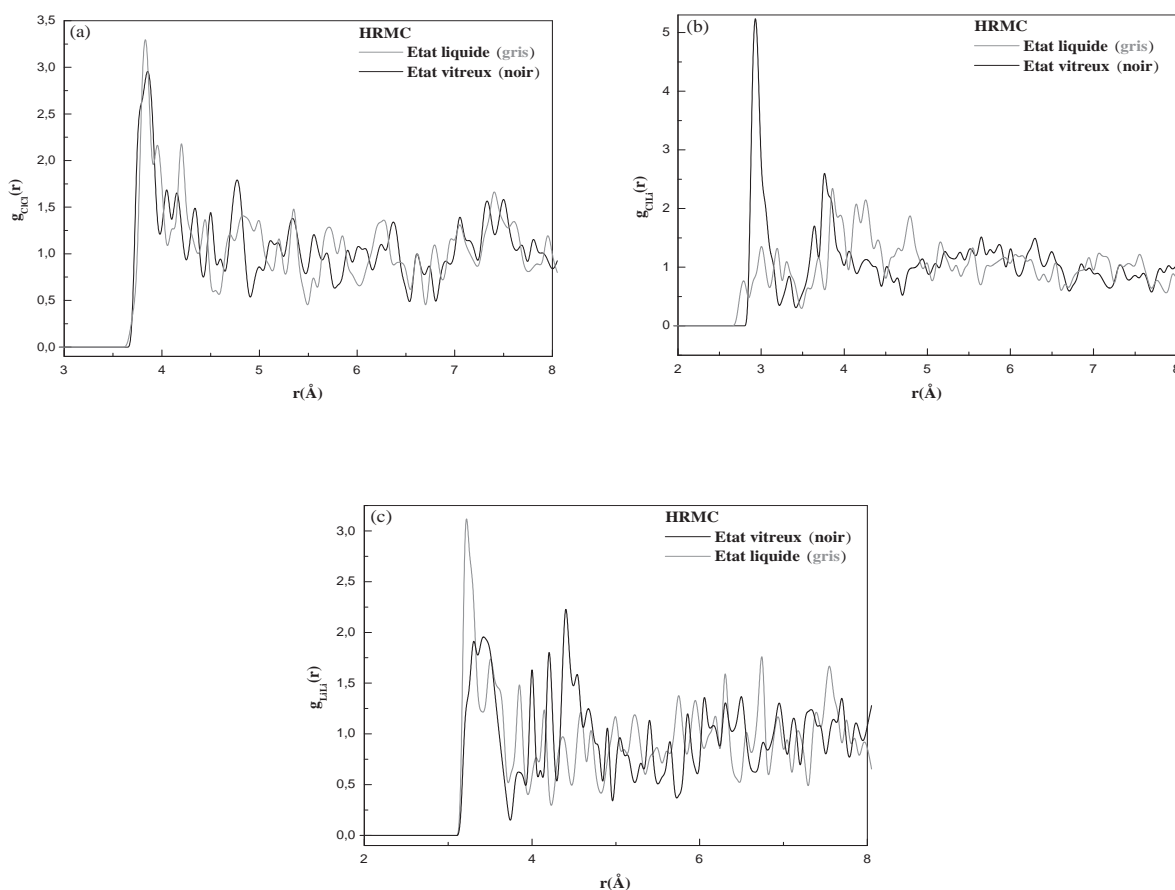 (a)
HRMC
Etat liquide (gris)
Etat vitreux (noir)
3,5
3,0
2,5
2,0
1,5
1,0
0,5
0,0
g_ClCl(r)
3 4 5 6 7 8
r(Å)
(b)
HRMC
Etat liquide (gris)
Etat vitreux (noir)
5
4
3
2
1
0
g_ClLi(r)
2 3 4 5 6 7 8
r(Å)
(c)
HRMC
Etat vitreux (noir)
Etat liquide (gris)
3,0
2,5
2,0
1,5
1,0
0,5
0,0
g_LiLi(r)
2 4 6 8
r(Å)